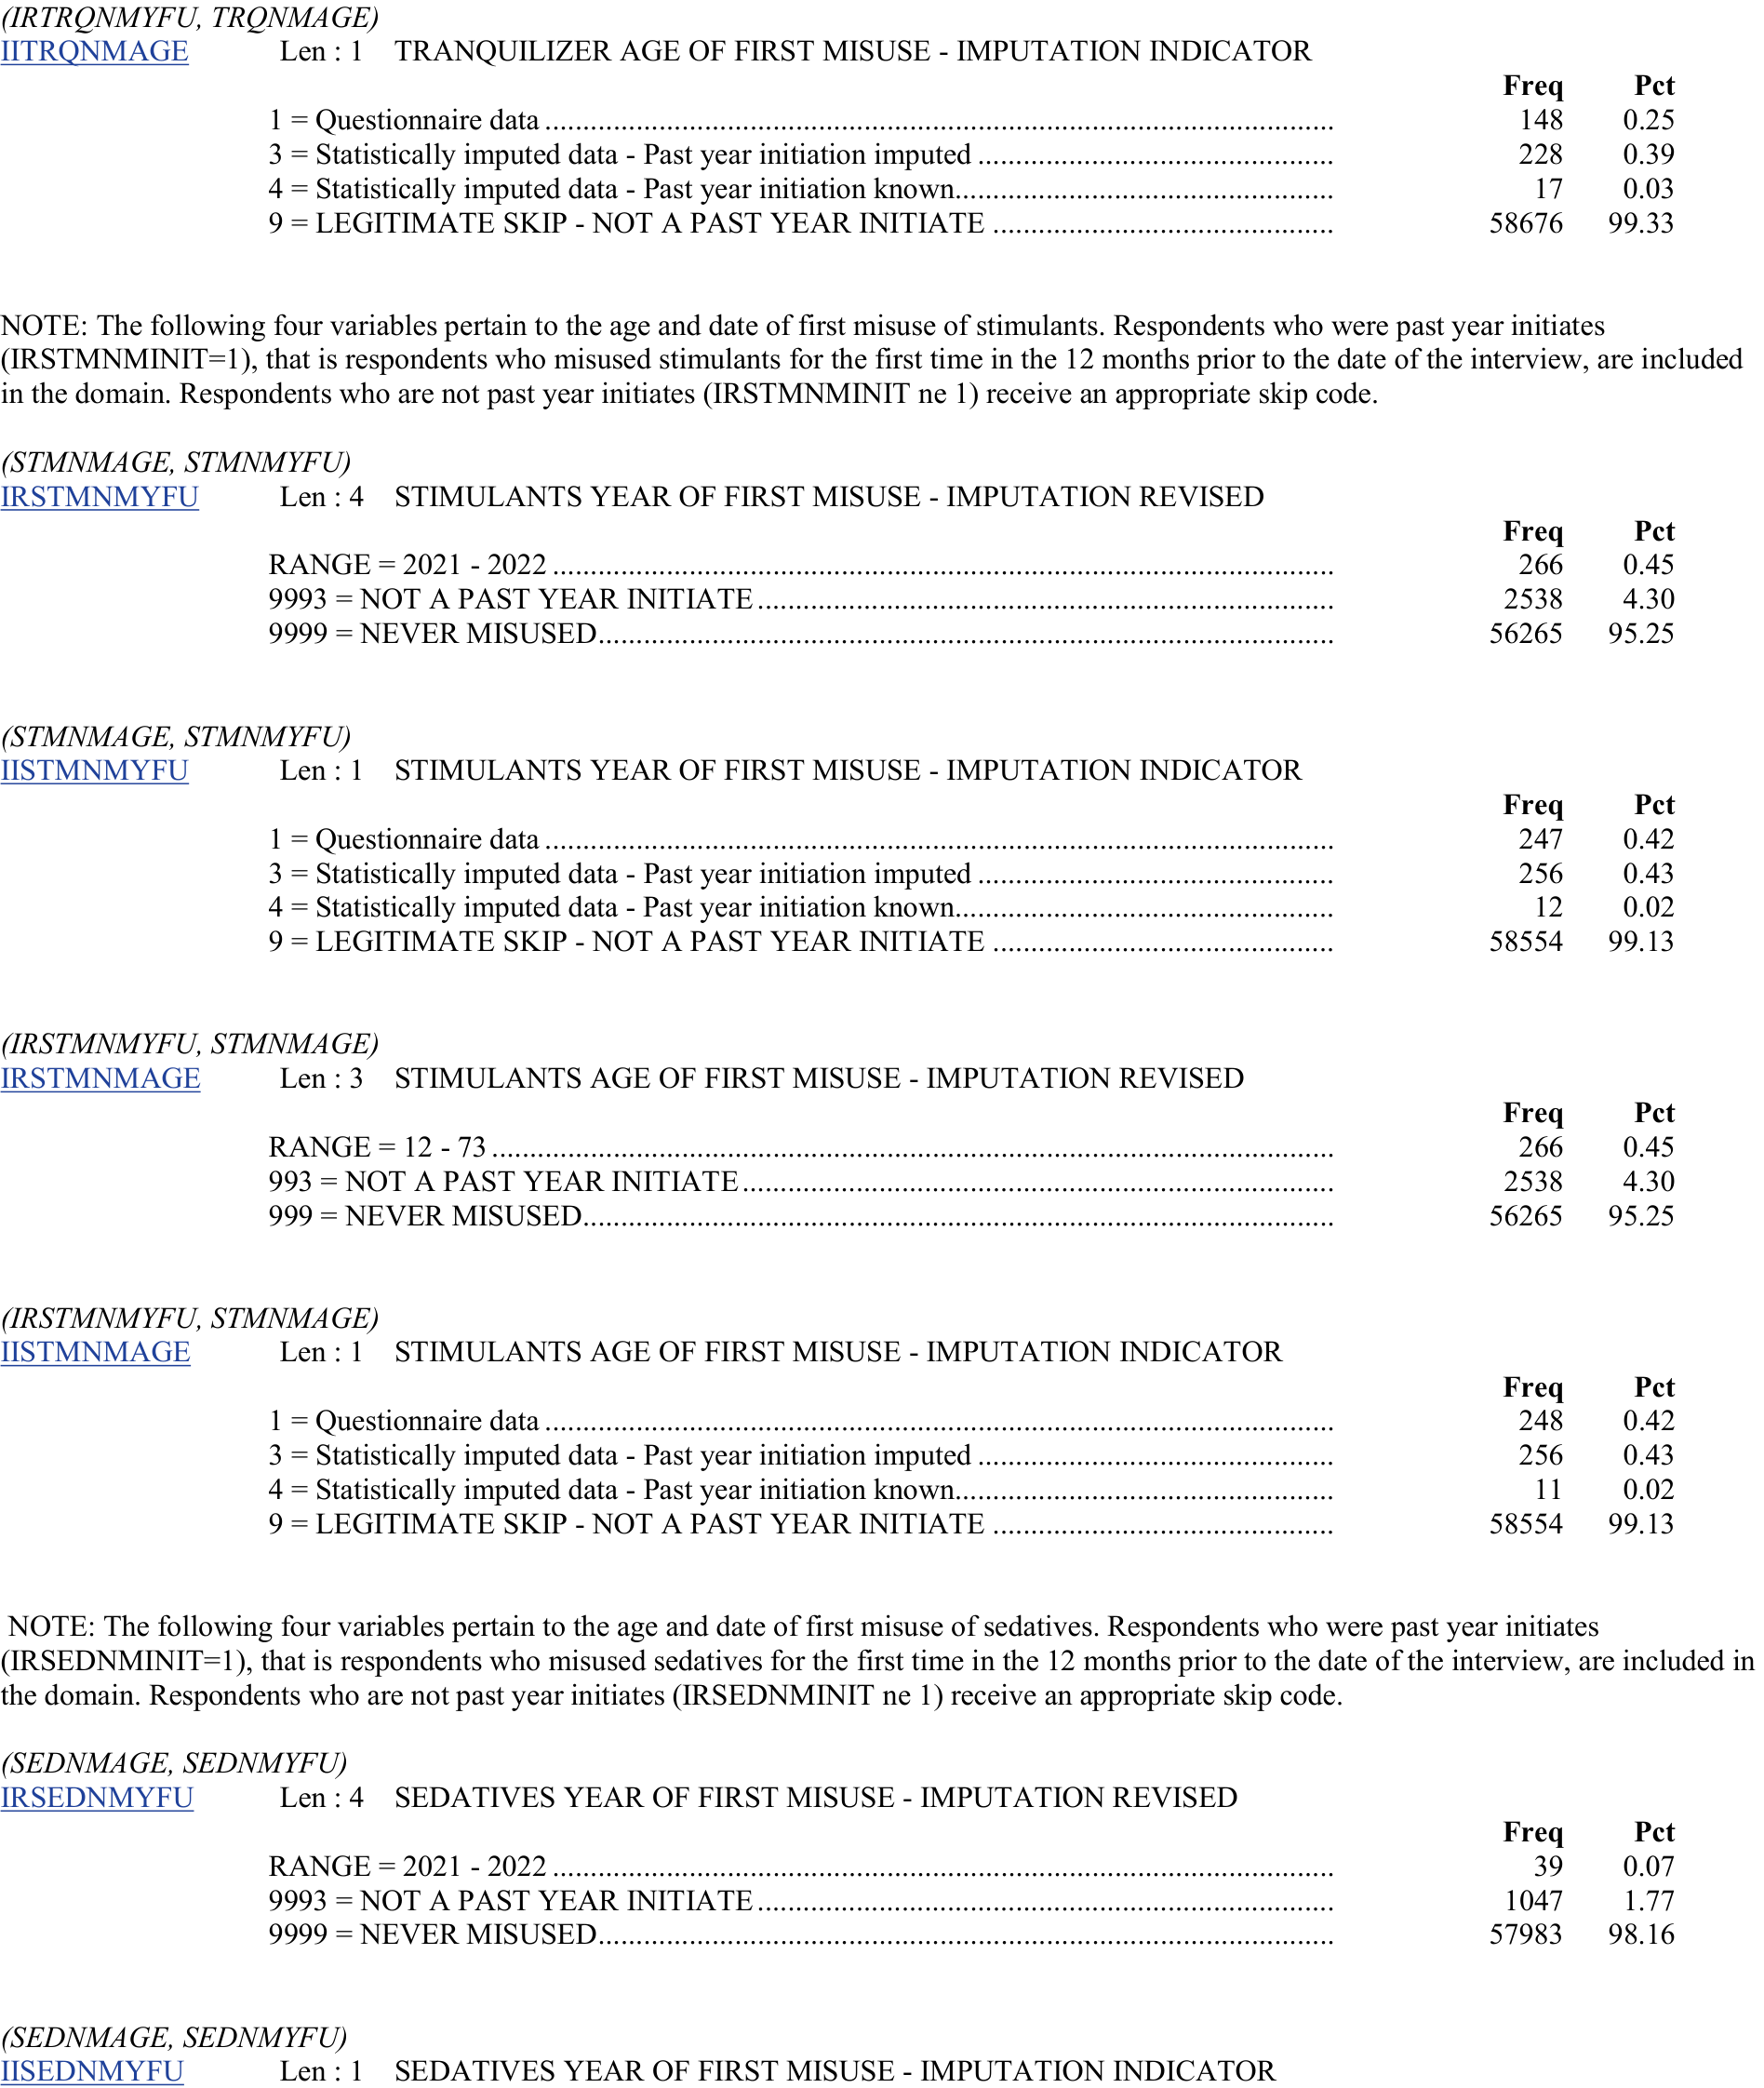 (IRTRQNMYFU, TRQNMAGE)
IITRQNMAGE Len : 1 TRANQUILIZER AGE OF FIRST MISUSE - IMPUTATION INDICATOR
Freq Pct
1 = Questionnaire data ........................................................................................................ 148 0.25
3 = Statistically imputed data - Past year initiation imputed ............................................... 228 0.39
4 = Statistically imputed data - Past year initiation known.................................................. 17 0.03
9 = LEGITIMATE SKIP - NOT A PAST YEAR INITIATE ............................................. 58676 99.33
NOTE: The following four variables pertain to the age and date of first misuse of stimulants. Respondents who were past year initiates
(IRSTMNMINIT=1), that is respondents who misused stimulants for the first time in the 12 months prior to the date of the interview, are included
in the domain. Respondents who are not past year initiates (IRSTMNMINIT ne 1) receive an appropriate skip code.
(STMNMAGE, STMNMYFU)
IRSTMNMYFU Len : 4 STIMULANTS YEAR OF FIRST MISUSE - IMPUTATION REVISED
Freq Pct
RANGE = 2021 - 2022 ....................................................................................................... 266 0.45
9993 = NOT A PAST YEAR INITIATE ............................................................................ 2538 4.30
9999 = NEVER MISUSED................................................................................................. 56265 95.25
(STMNMAGE, STMNMYFU)
IISTMNMYFU Len : 1 STIMULANTS YEAR OF FIRST MISUSE - IMPUTATION INDICATOR
Freq Pct
1 = Questionnaire data ........................................................................................................ 247 0.42
3 = Statistically imputed data - Past year initiation imputed ............................................... 256 0.43
4 = Statistically imputed data - Past year initiation known.................................................. 12 0.02
9 = LEGITIMATE SKIP - NOT A PAST YEAR INITIATE ............................................. 58554 99.13
(IRSTMNMYFU, STMNMAGE)
IRSTMNMAGE Len : 3 STIMULANTS AGE OF FIRST MISUSE - IMPUTATION REVISED
Freq Pct
RANGE = 12 - 73 ............................................................................................................... 266 0.45
993 = NOT A PAST YEAR INITIATE .............................................................................. 2538 4.30
999 = NEVER MISUSED................................................................................................... 56265 95.25
(IRSTMNMYFU, STMNMAGE)
IISTMNMAGE Len : 1 STIMULANTS AGE OF FIRST MISUSE - IMPUTATION INDICATOR
Freq Pct
1 = Questionnaire data ........................................................................................................ 248 0.42
3 = Statistically imputed data - Past year initiation imputed ............................................... 256 0.43
4 = Statistically imputed data - Past year initiation known.................................................. 11 0.02
9 = LEGITIMATE SKIP - NOT A PAST YEAR INITIATE ............................................. 58554 99.13
NOTE: The following four variables pertain to the age and date of first misuse of sedatives. Respondents who were past year initiates
(IRSEDNMINIT=1), that is respondents who misused sedatives for the first time in the 12 months prior to the date of the interview, are included in
the domain. Respondents who are not past year initiates (IRSEDNMINIT ne 1) receive an appropriate skip code.
(SEDNMAGE, SEDNMYFU)
IRSEDNMYFU Len : 4 SEDATIVES YEAR OF FIRST MISUSE - IMPUTATION REVISED
Freq Pct
RANGE = 2021 - 2022 ....................................................................................................... 39 0.07
9993 = NOT A PAST YEAR INITIATE ............................................................................ 1047 1.77
9999 = NEVER MISUSED................................................................................................. 57983 98.16
(SEDNMAGE, SEDNMYFU)
IISEDNMYFU Len : 1 SEDATIVES YEAR OF FIRST MISUSE - IMPUTATION INDICATOR